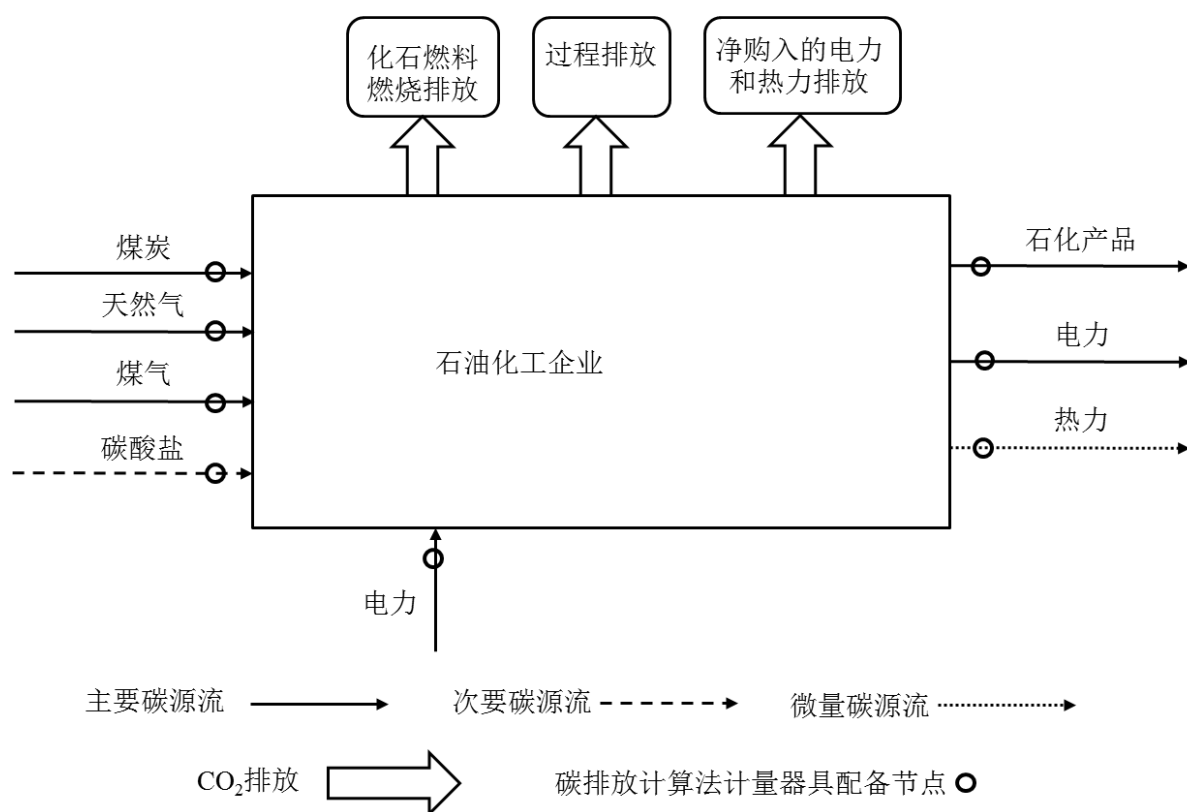 化石燃料
燃烧排放
过程排放
净购入的电力
和热力排放
煤炭
天然气
煤气
碳酸盐
石油化工企业
石化产品
电力
热力
电力
主要碳源流
次要碳源流
微量碳源流
CO₂排放
碳排放计算法计量器具配备节点